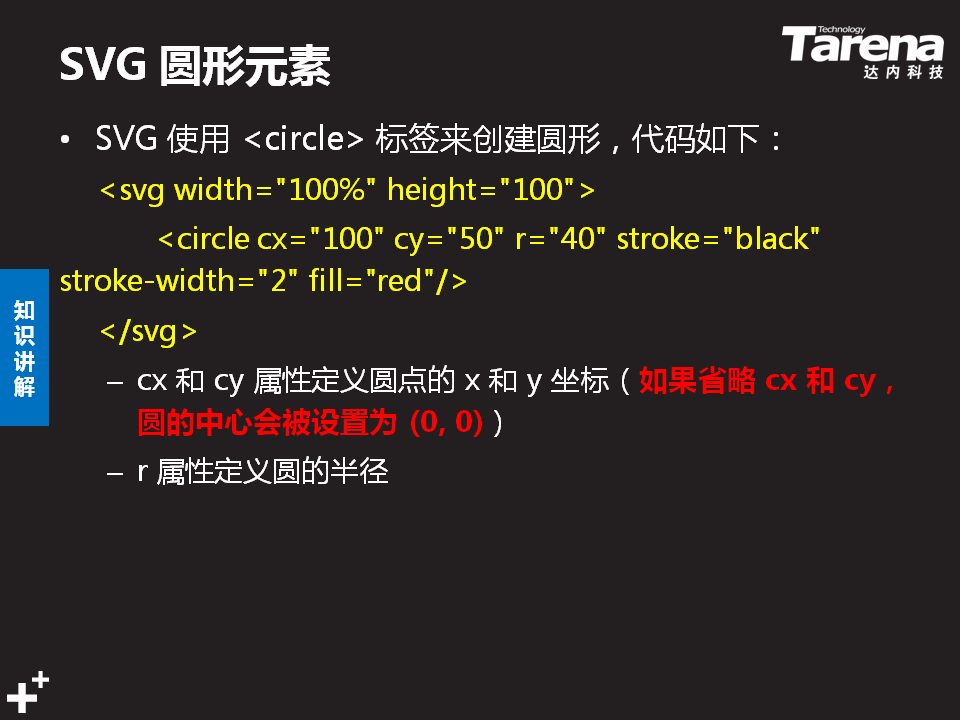 SVG 圆形元素
Technology
Tarena
达内科技
• SVG 使用 <circle> 标签来创建圆形，代码如下：
<svg width="100%" height="100">
<circle cx="100" cy="50" r="40" stroke="black"
stroke-width="2" fill="red"/>
</svg>
知识讲解
– cx 和 cy 属性定义圆点的 x 和 y 坐标（如果省略 cx 和 cy，
圆的中心会被设置为 (0, 0)）
– r 属性定义圆的半径